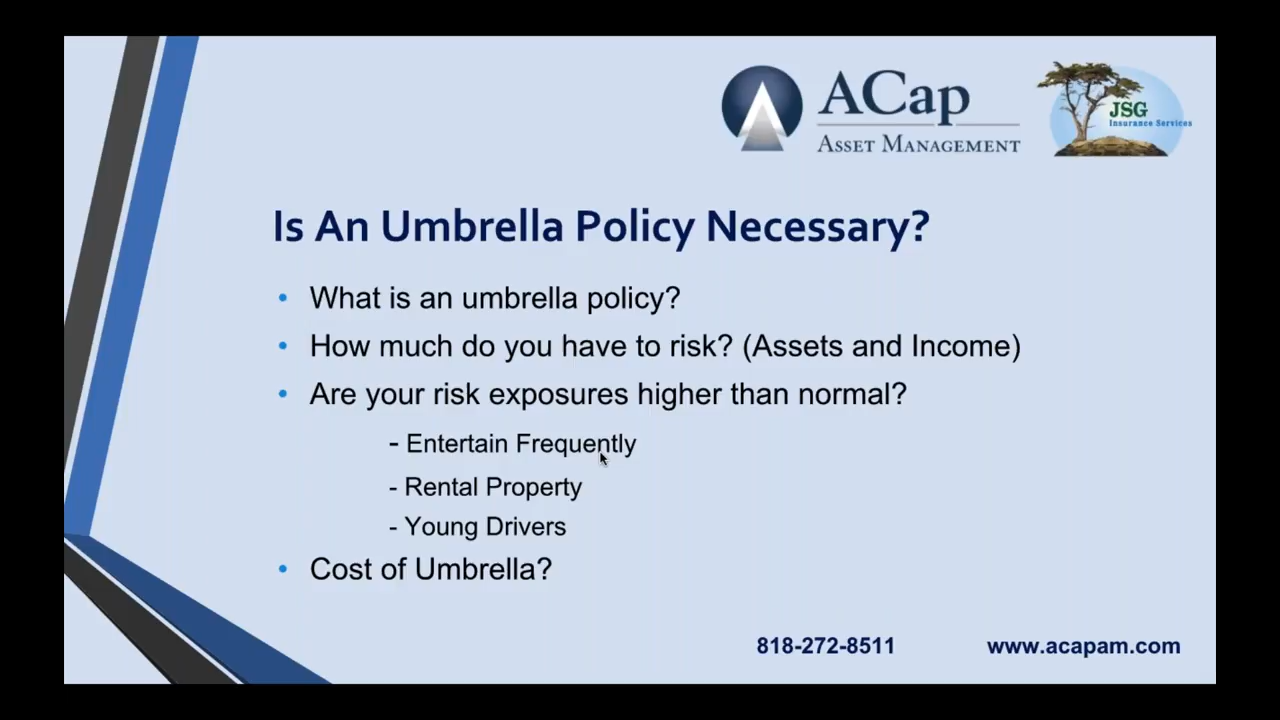 ACap
ASSET MANAGEMENT
JSG
Insurance Services
Is An Umbrella Policy Necessary?
• What is an umbrella policy?
• How much do you have to risk? (Assets and Income)
• Are your risk exposures higher than normal?
- Entertain Frequently
- Rental Property
- Young Drivers
• Cost of Umbrella?
818-272-8511 www.acapam.com